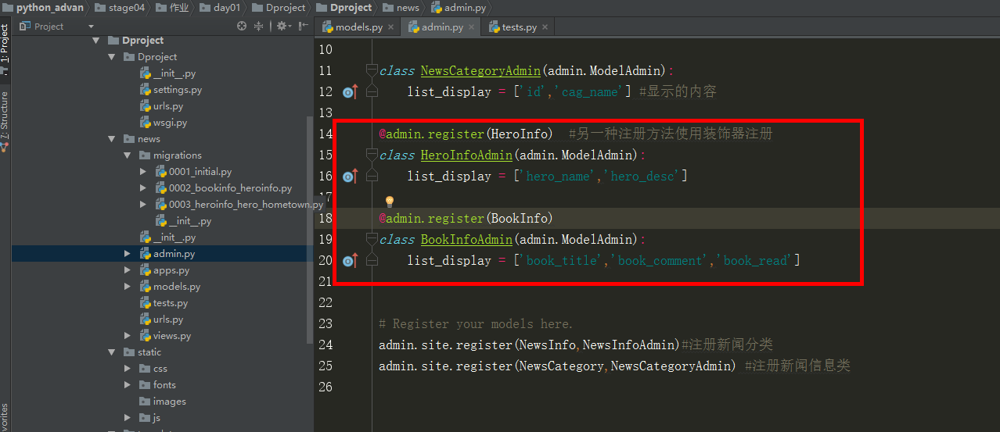 python_advan stage04 作业 day01 Dproject Dproject news admin.py
Project
models.py × admin.py × tests.py ×
1: Project
7: Structure
vorites
Dproject
Dproject
__init__.py
settings.py
urls.py
wsgi.py
news
migrations
0001_initial.py
0002_bookinfo_heroinfo.py
0003_heroinfo_hero_hometown.py
__init__.py
__init__.py
admin.py
apps.py
models.py
tests.py
urls.py
views.py
static
css
fonts
images
js
10
11 class NewsCategoryAdmin(admin.ModelAdmin):
12 list_display = ['id','cag_name'] #显示的内容
13
14 @admin.register(HeroInfo) #另一种注册方法使用装饰器注册
15 class HeroInfoAdmin(admin.ModelAdmin):
16 list_display = ['hero_name','hero_desc']
17
18 @admin.register(BookInfo)
19 class BookInfoAdmin(admin.ModelAdmin):
20 list_display = ['book_title','book_comment','book_read']
21
22
23 # Register your models here.
24 admin.site.register(NewsInfo,NewsInfoAdmin)#注册新闻分类
25 admin.site.register(NewsCategory,NewsCategoryAdmin) #注册新闻信息类
26